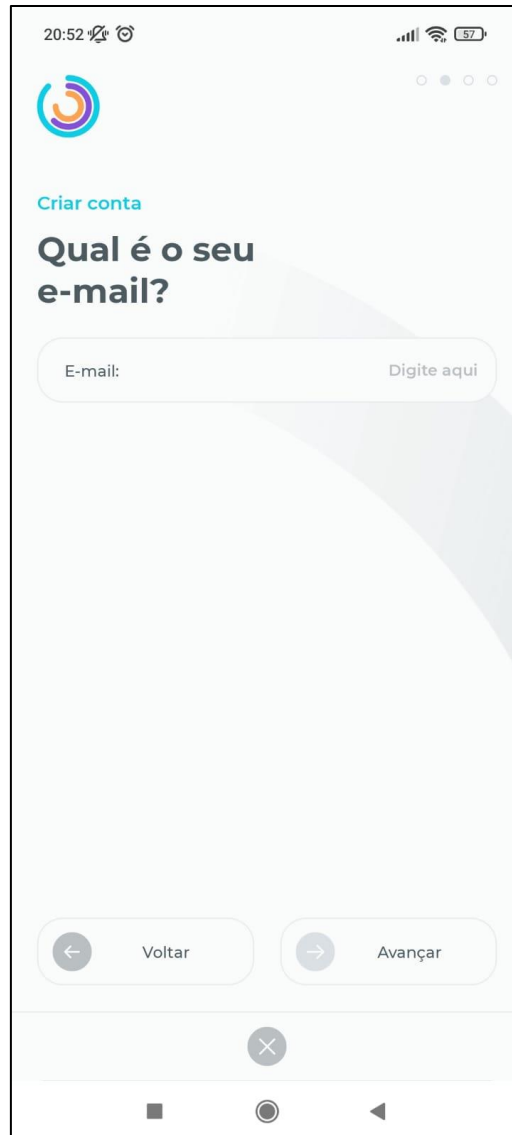 20:52
57
Criar conta
Qual é o seu
e-mail?
E-mail: Digite aqui
Voltar Avançar